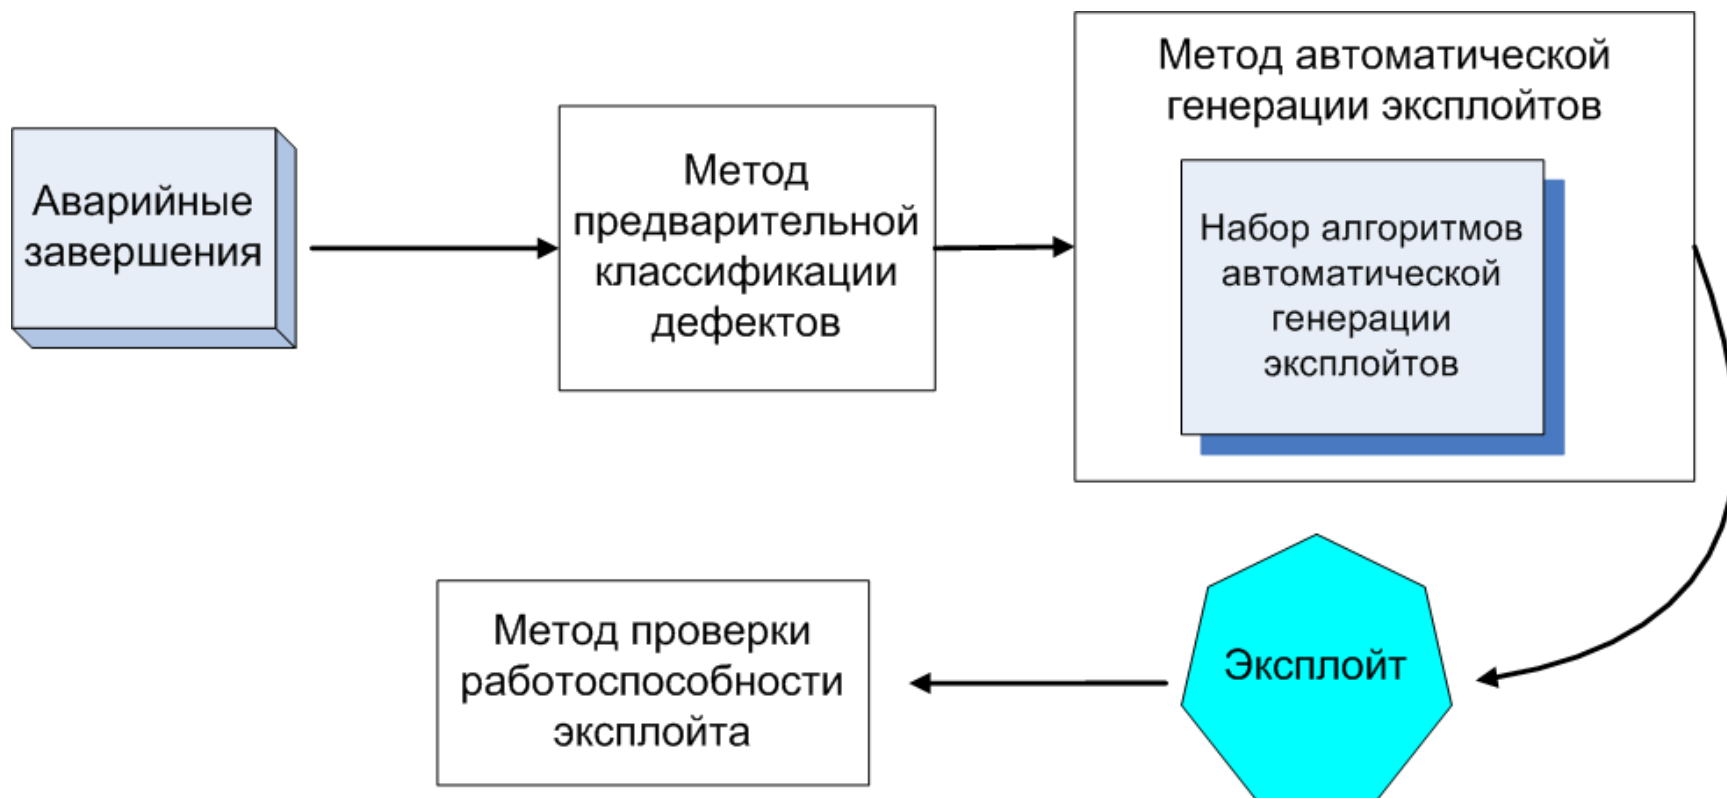 Аварийные
завершения
Метод
предварительной
классификации
дефектов
Метод автоматической
генерации эксплойтов
Набор алгоритмов
автоматической
генерации
эксплойтов
Эксплойт
Метод проверки
работоспособности
эксплойта